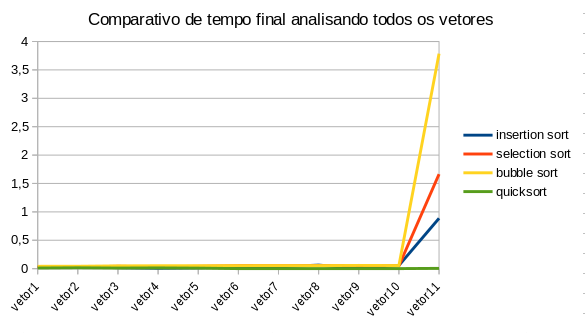 Comparativo de tempo final analisando todos os vetores
4
3,5
3
2,5
2
1,5
1
0,5
0
vetor1
vetor2
vetor3
vetor4
vetor5
vetor6
vetor7
vetor8
vetor9
vetor10
vetor11
insertion sort
selection sort
bubble sort
quicksort